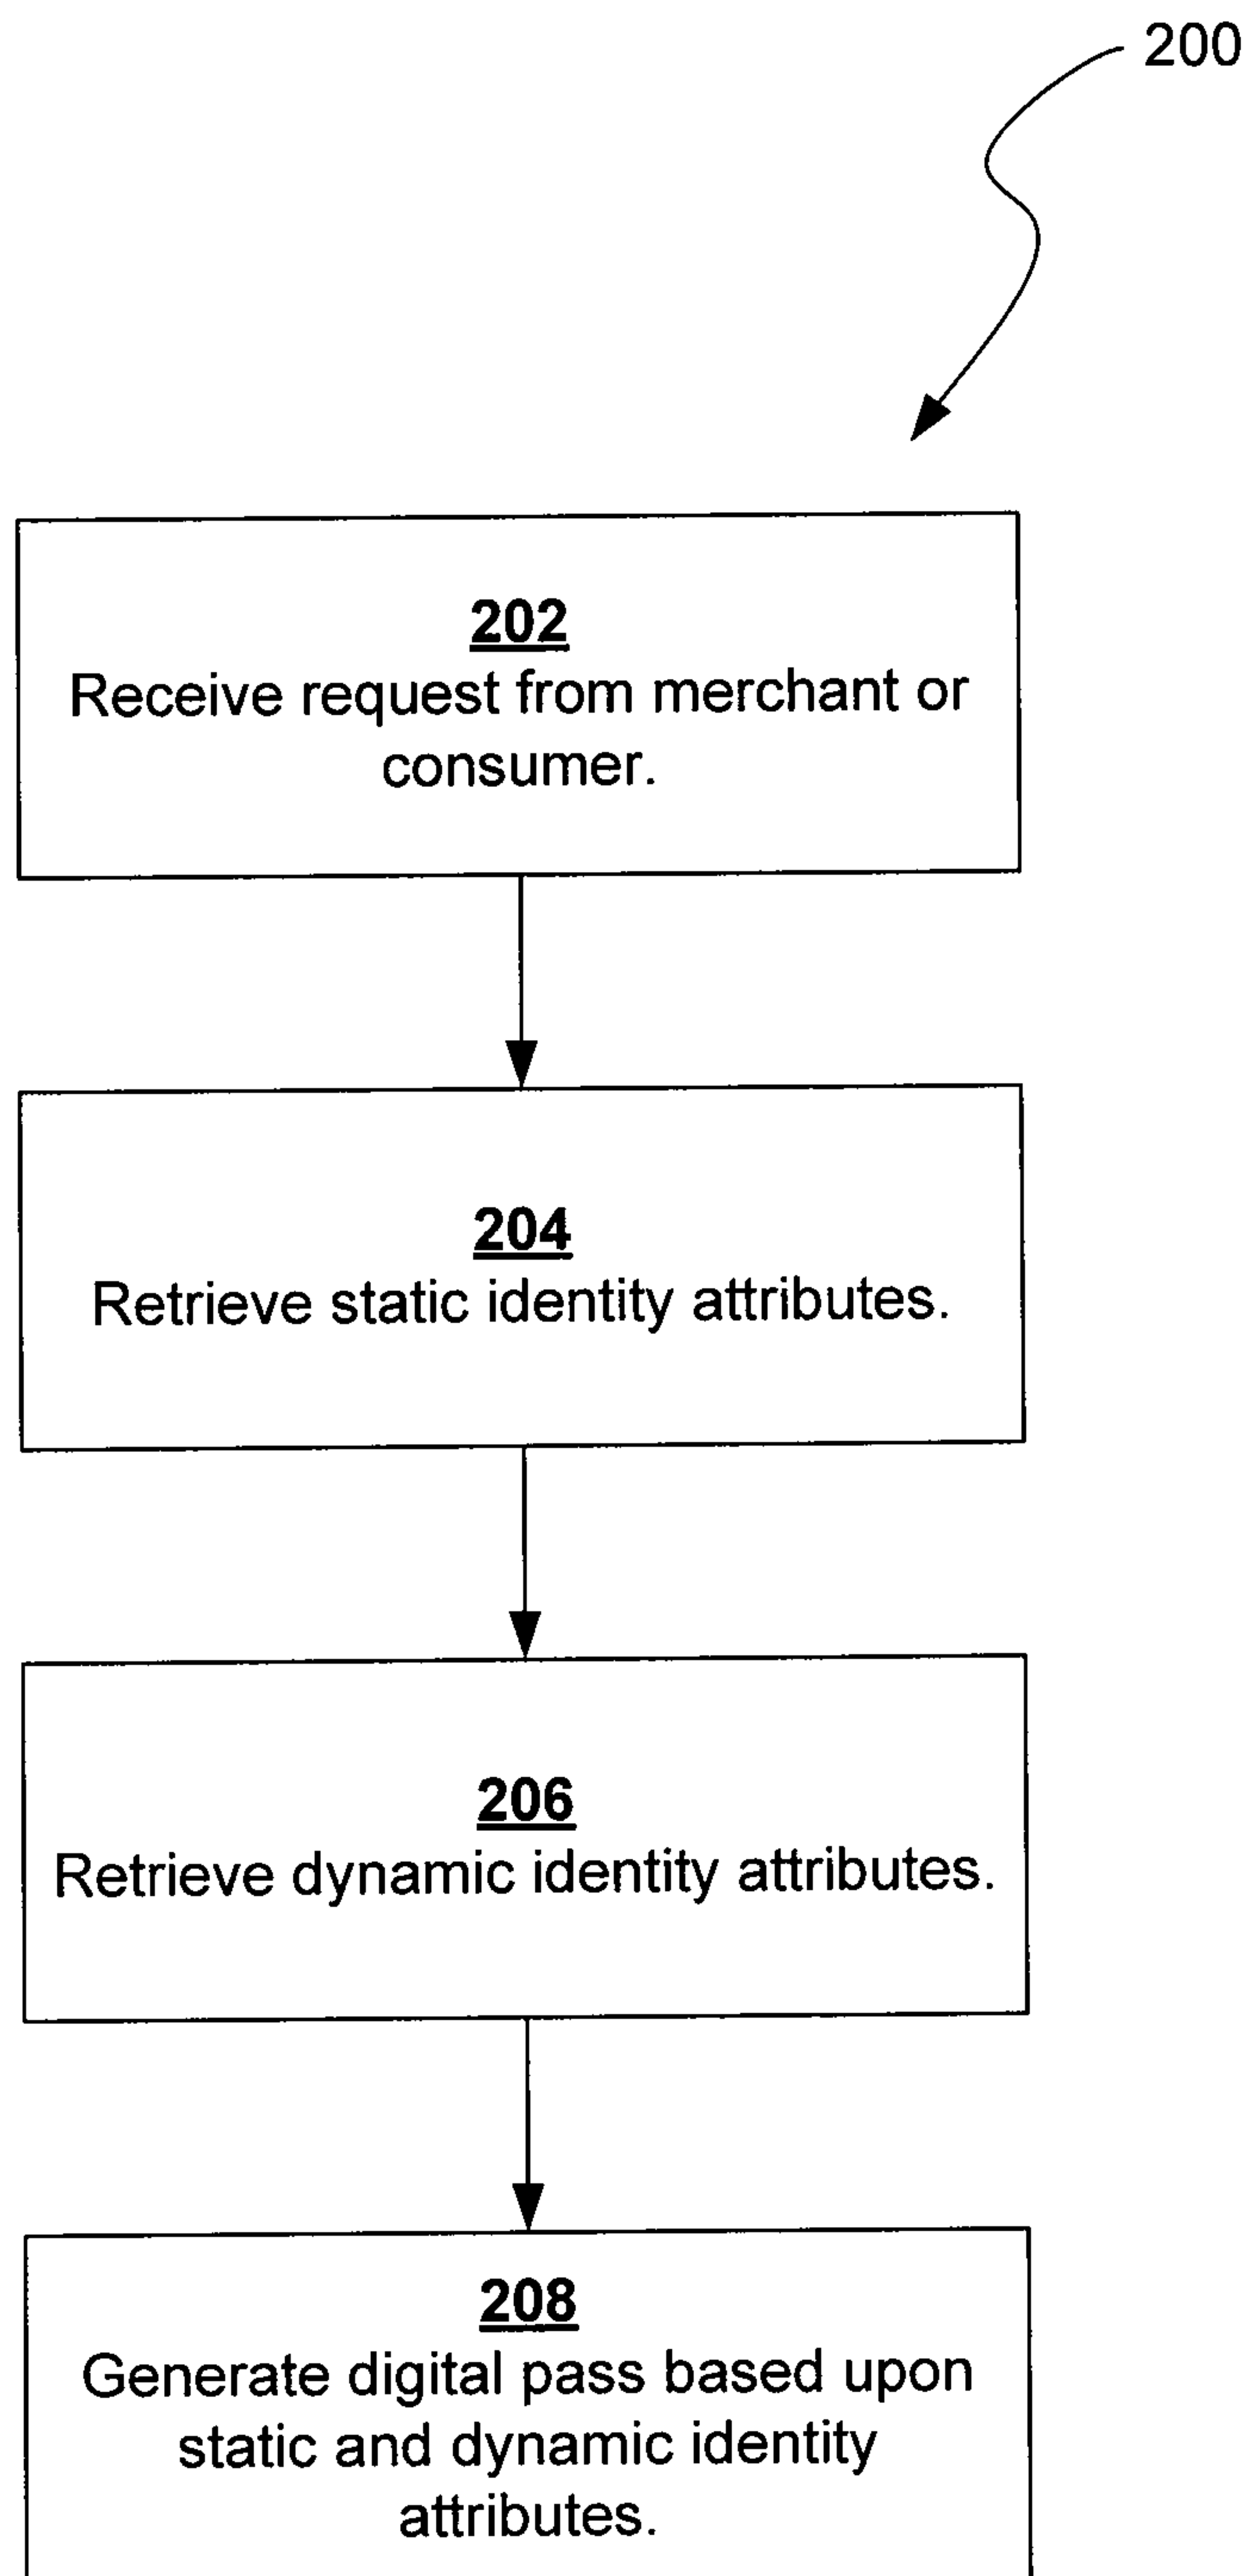 200
202
Receive request from merchant or
consumer.
204
Retrieve static identity attributes.
206
Retrieve dynamic identity attributes.
208
Generate digital pass based upon
static and dynamic identity
attributes.